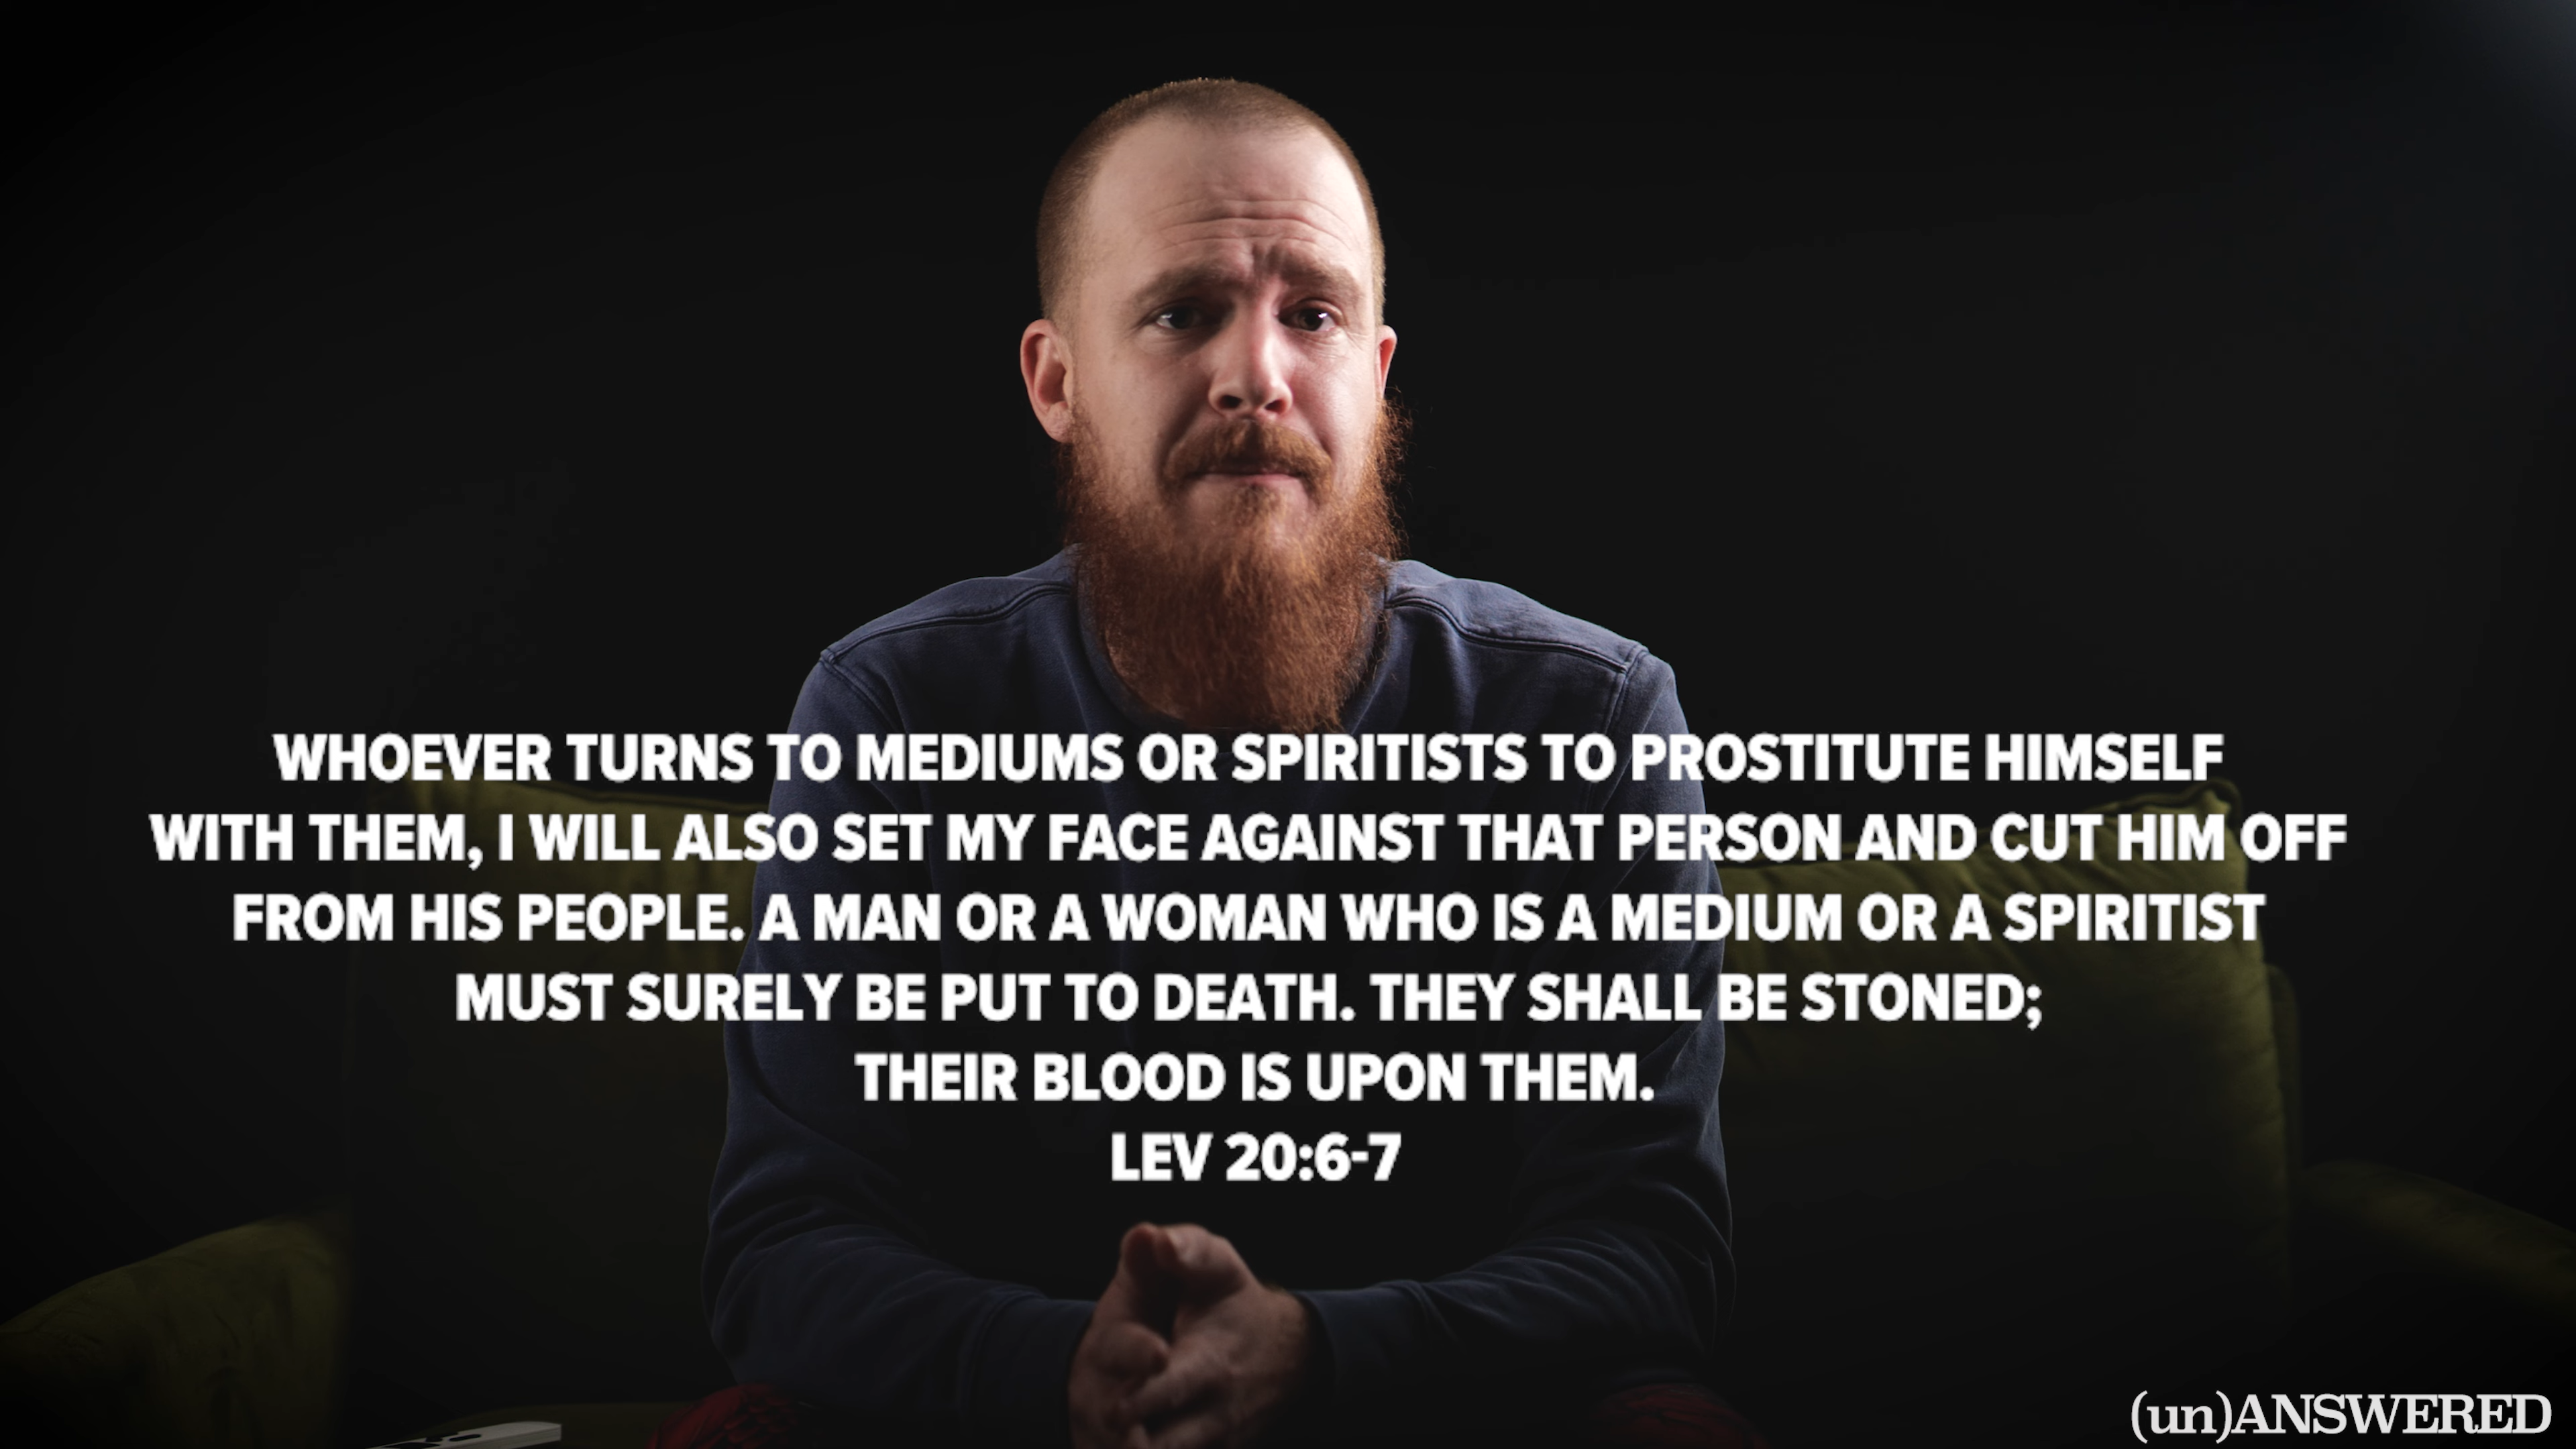 WHOEVER TURNS TO MEDIUMS OR SPIRITISTS TO PROSTITUTE HIMSELF
WITH THEM, I WILL ALSO SET MY FACE AGAINST THAT PERSON AND CUT HIM OFF
FROM HIS PEOPLE. A MAN OR A WOMAN WHO IS A MEDIUM OR A SPIRITIST
MUST SURELY BE PUT TO DEATH. THEY SHALL BE STONED;
THEIR BLOOD IS UPON THEM.
LEV 20:6-7
(un)ANSWERED